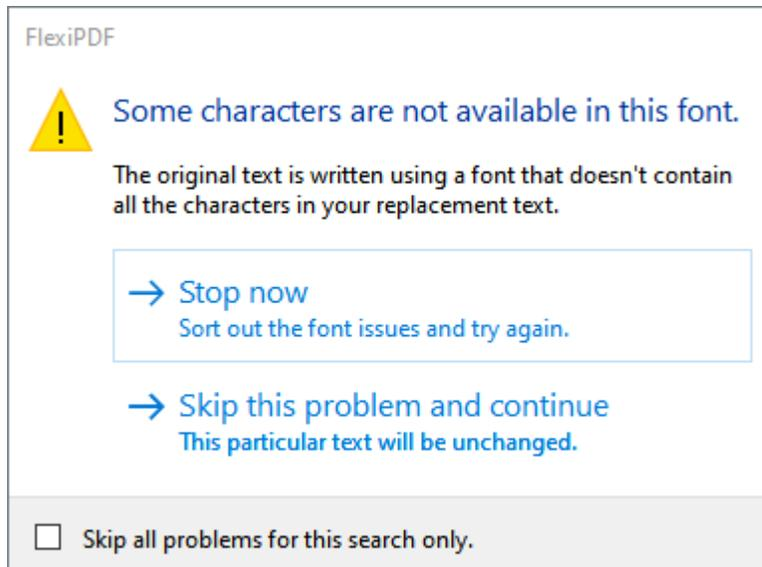 FlexiPDF
Some characters are not available in this font.
The original text is written using a font that doesn't contain
all the characters in your replacement text.
Stop now
Sort out the font issues and try again.
Skip this problem and continue
This particular text will be unchanged.
Skip all problems for this search only.